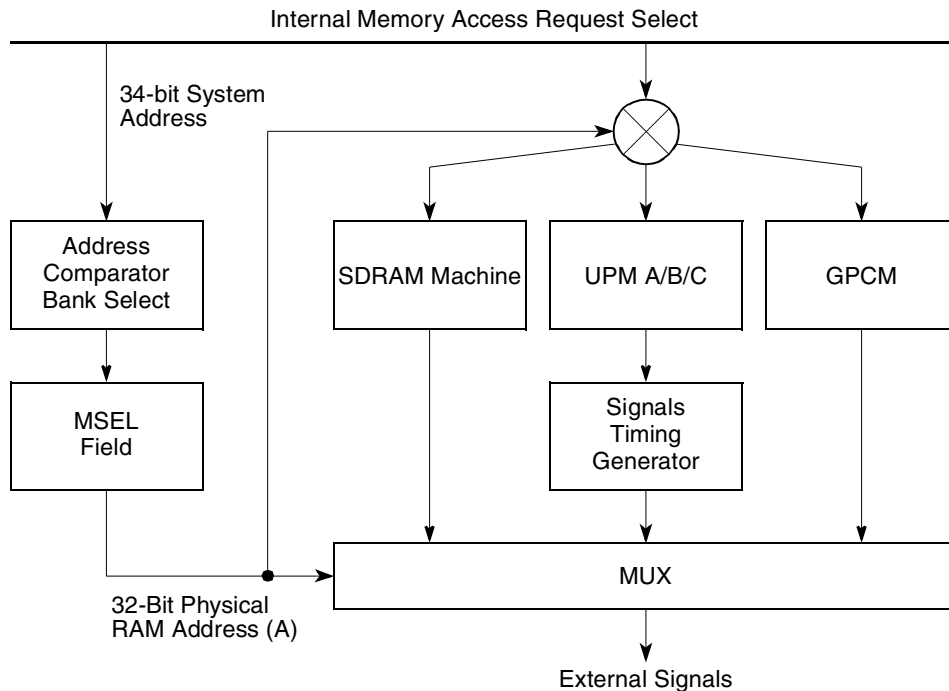 Internal Memory Access Request Select
34-bit System
Address
Address
Comparator
Bank Select
SDRAM Machine
UPM A/B/C
GPCM
MSEL
Field
Signals
Timing
Generator
MUX
32-Bit Physical
RAM Address (A)
External Signals